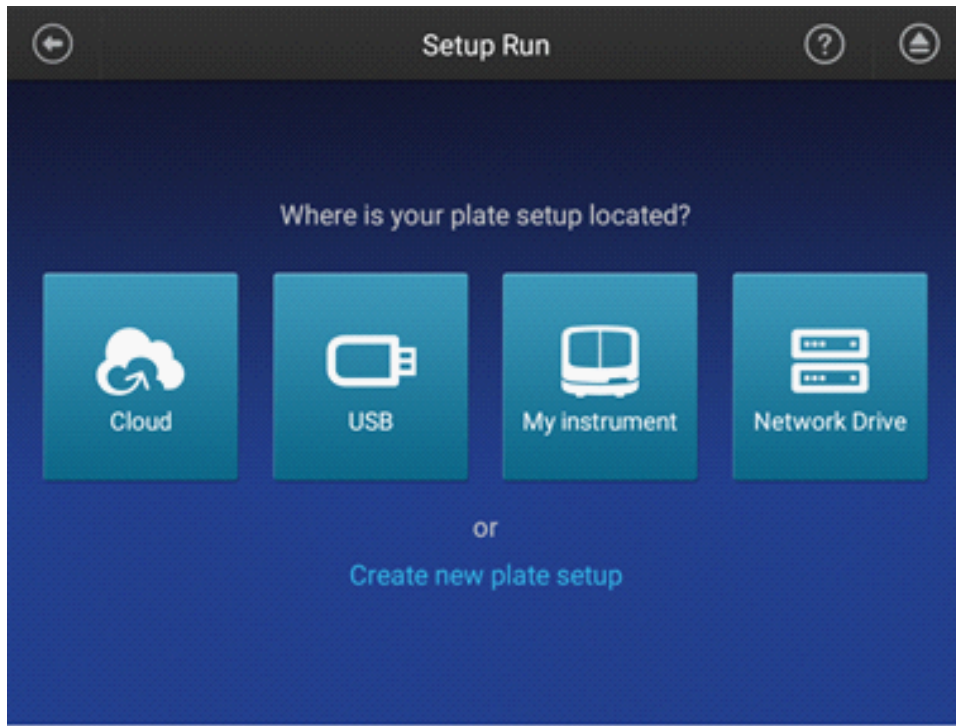 Setup Run
?
Where is your plate setup located?
Cloud
USB
My instrument
Network Drive
or
Create new plate setup